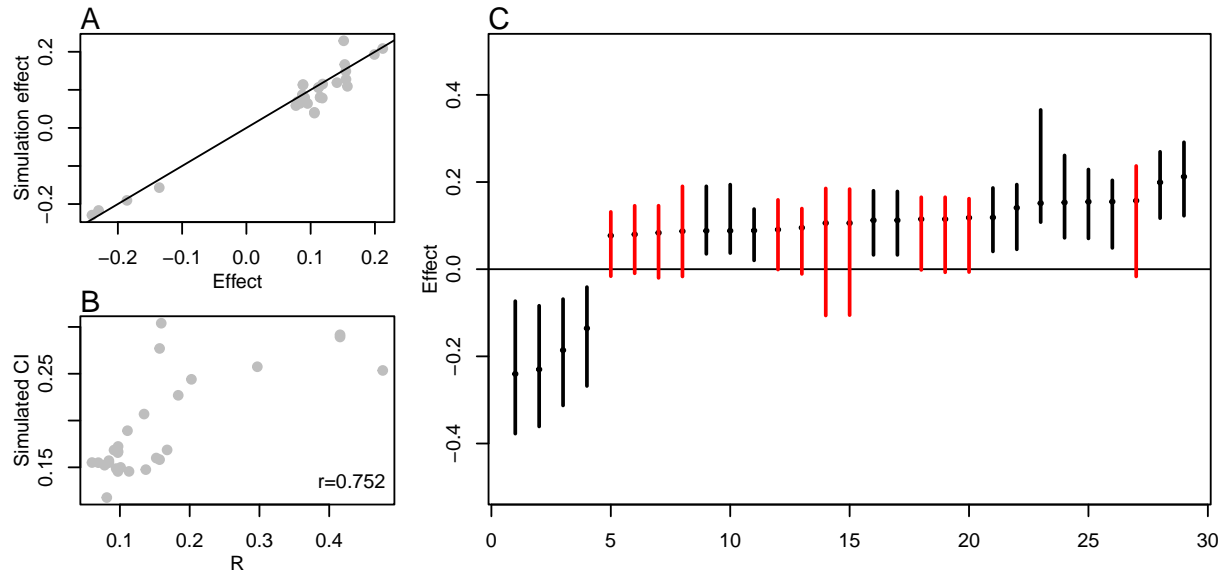 A
Simulation effect
0.2
0.0
−0.2
−0.2 −0.1 0.0 0.1 0.2
Effect
B
Simulated CI
0.25
0.15
r=0.752
0.1 0.2 0.3 0.4
R
C
Effect
0.4
0.2
0.0
−0.2
−0.4
0 5 10 15 20 25 30